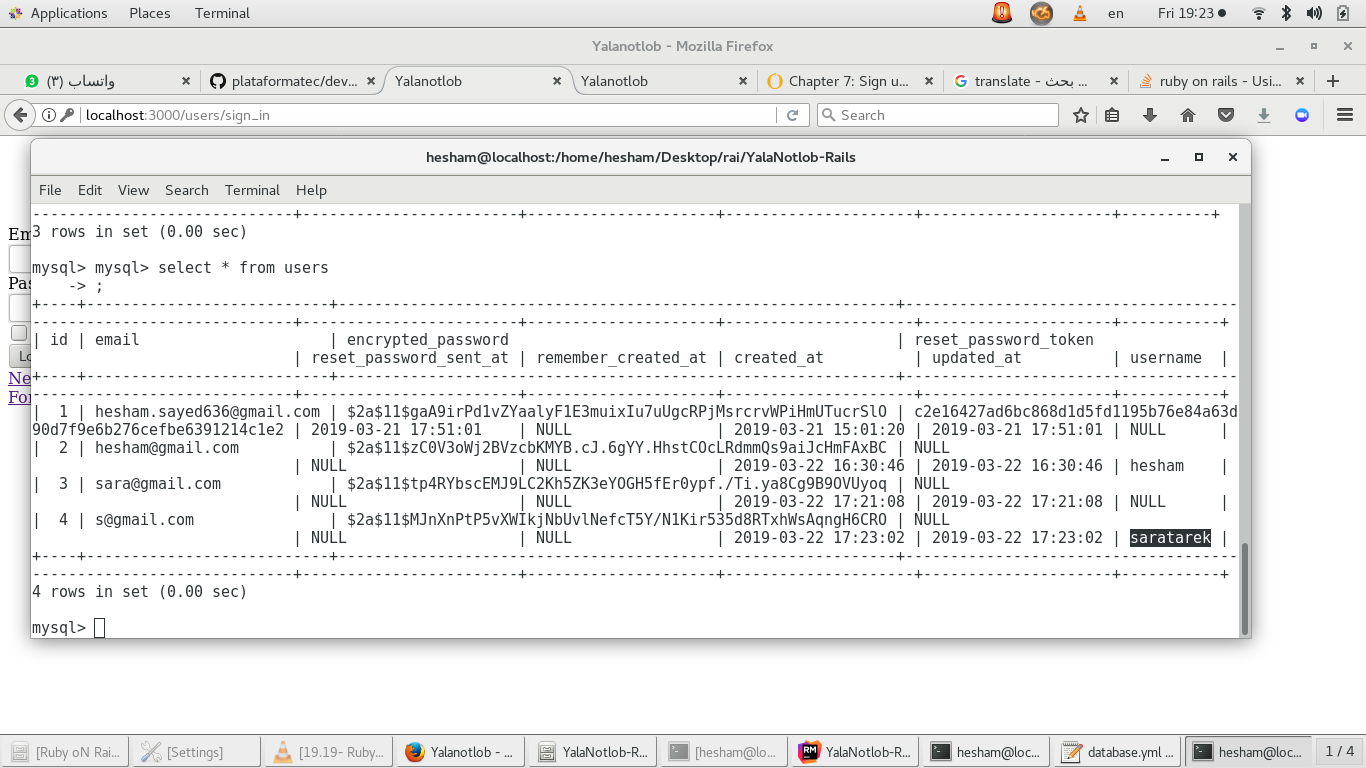 Applications Places Terminal en Fri 19:23
Yalanotlob - Mozilla Firefox
واتساب (٣) plataformatec/dev... Yalanotlob Yalanotlob Chapter 7: Sign u... translate - بحث ... ruby on rails - Usi...
localhost:3000/users/sign_in Search
hesham@localhost:/home/hesham/Desktop/rai/YalaNotlob-Rails
File Edit View Search Terminal Help
-----------------------------+------------------------+---------------------+---------------------+---------------------+----------+
3 rows in set (0.00 sec)
mysql> mysql> select * from users
    -> ;
+----+---------------------------+--------------------------------------------------------------+-------------------------------------
-----------------------------+------------------------+---------------------+---------------------+---------------------+-----------+
| id | email                     | encrypted_password                                           | reset_password_token
                             | reset_password_sent_at | remember_created_at | created_at          | updated_at          | username  |
+----+---------------------------+--------------------------------------------------------------+-------------------------------------
-----------------------------+------------------------+---------------------+---------------------+---------------------+-----------+
|  1 | hesham.sayed636@gmail.com | $2a$11$gaA9irPd1vZYaalyF1E3muixIu7uUgcRPjMsrcrvWPiHmUTucrSlO | c2e16427ad6bc868d1d5fd1195b76e84a63d
90d7f9e6b276cefbe6391214c1e2 | 2019-03-21 17:51:01    | NULL                | 2019-03-21 15:01:20 | 2019-03-21 17:51:01 | NULL      |
|  2 | hesham@gmail.com          | $2a$11$zC0V3oWj2BVzcbKMYB.cJ.6gYY.HhstCOcLRdmmQs9aiJcHmFAxBC | NULL
                             | NULL                   | NULL                | 2019-03-22 16:30:46 | 2019-03-22 16:30:46 | hesham    |
|  3 | sara@gmail.com            | $2a$11$tp4RYbscEMJ9LC2Kh5ZK3eYOGH5fEr0ypf./Ti.ya8Cg9B9OVUyoq | NULL
                             | NULL                   | NULL                | 2019-03-22 17:21:08 | 2019-03-22 17:21:08 | NULL      |
|  4 | s@gmail.com               | $2a$11$MJnXnPtP5vXWIkjNbUvlNefcT5Y/N1Kir535d8RTxhWsAqngH6CRO | NULL
                             | NULL                   | NULL                | 2019-03-22 17:23:02 | 2019-03-22 17:23:02 | saratarek |
+----+---------------------------+--------------------------------------------------------------+-------------------------------------
-----------------------------+------------------------+---------------------+---------------------+---------------------+-----------+
4 rows in set (0.00 sec)
mysql>
[Ruby oN Rai... [Settings] [19.19- Ruby... Yalanotlob - ... YalaNotlob-R... [hesham@lo... YalaNotlob-R... hesham@loc... database.yml ... hesham@loc... 1 / 4